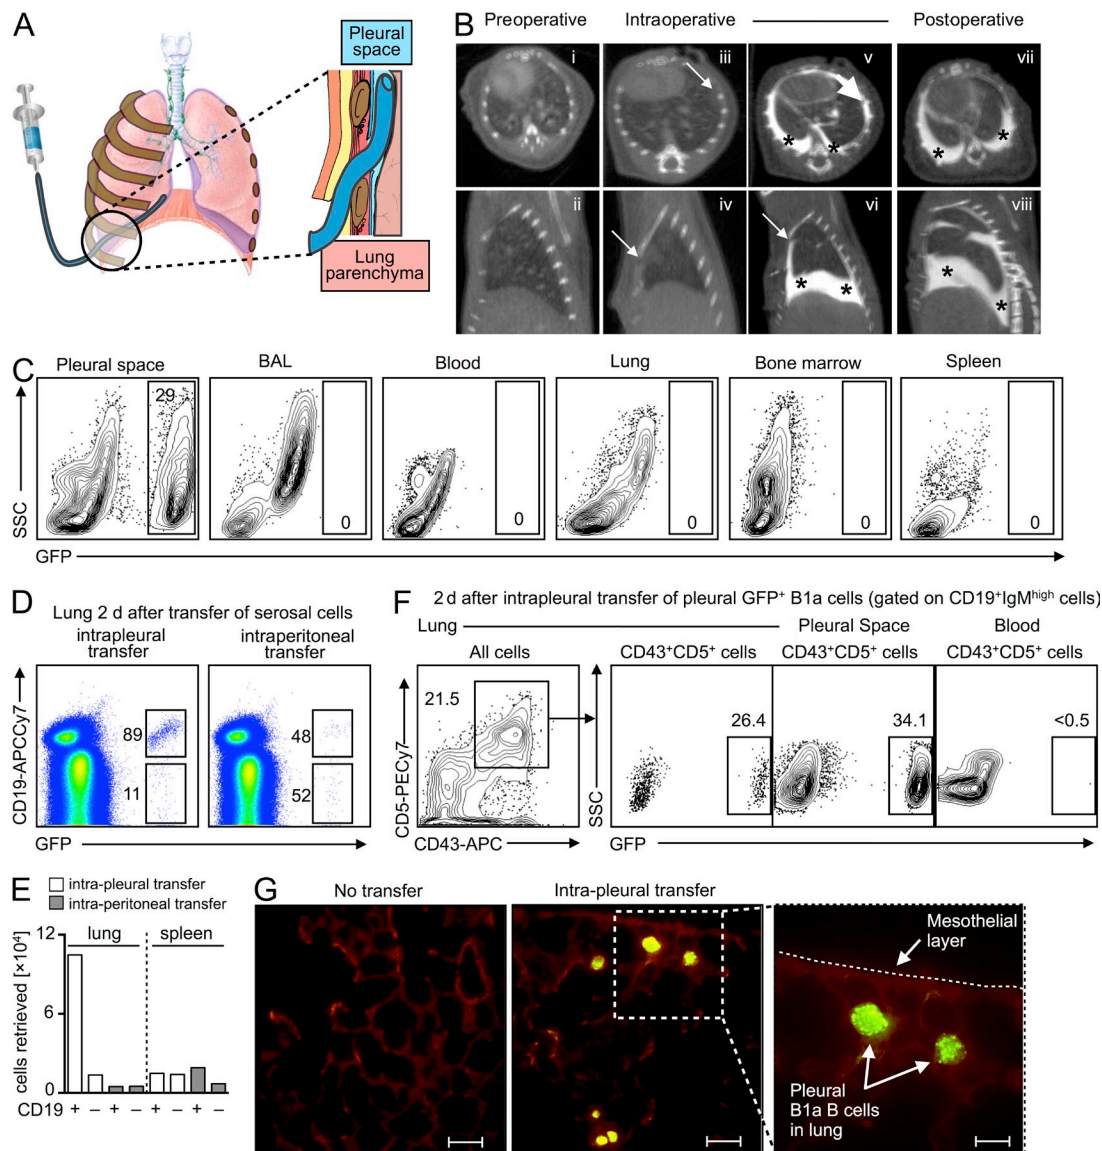 A
Pleural
space
Lung
parenchyma
B
Preoperative
Intraoperative
Postoperative
i
iii
v
vii
ii
iv
vi
viii
*
*
*
*
*
*
*
*
C
Pleural space
BAL
Blood
Lung
Bone marrow
Spleen
SSC
29
0
0
0
0
0
GFP
D
Lung 2 d after transfer of serosal cells
intrapleural
transfer
intraperitoneal
transfer
CD19-APCCy7
89
11
48
52
GFP
F
2 d after intrapleural transfer of pleural GFP⁺ B1a cells (gated on CD19⁺IgMʰⁱᵍʰ cells)
Lung
Pleural Space
Blood
All cells
CD43⁺CD5⁺ cells
CD43⁺CD5⁺ cells
CD43⁺CD5⁺ cells
CD5-PECy7
21.5
CD43-APC
SSC
26.4
34.1
<0.5
GFP
E
intra-pleural transfer
intra-peritoneal transfer
cells retrieved [×10⁴]
12
6
0
lung
spleen
CD19 + – + – + – + –
G
No transfer
Intra-pleural transfer
Mesothelial
layer
Pleural
B1a B cells
in lung